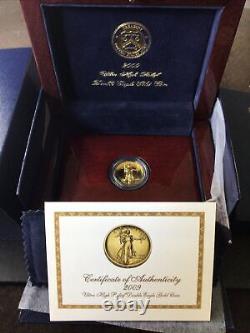 2009
Ultra High Relief
Double Eagle Gold Coin
Certificate of Authenticity
2009
Ultra High Relief Double Eagle Gold Coin